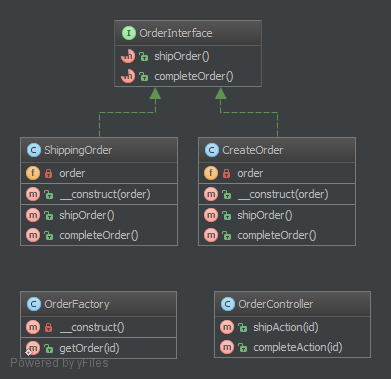 OrderInterface
shipOrder()
completeOrder()
ShippingOrder
order
__construct(order)
shipOrder()
completeOrder()
CreateOrder
order
__construct(order)
shipOrder()
completeOrder()
OrderFactory
__construct()
getOrder(id)
OrderController
shipAction(id)
completeAction(id)
Powered by yFiles